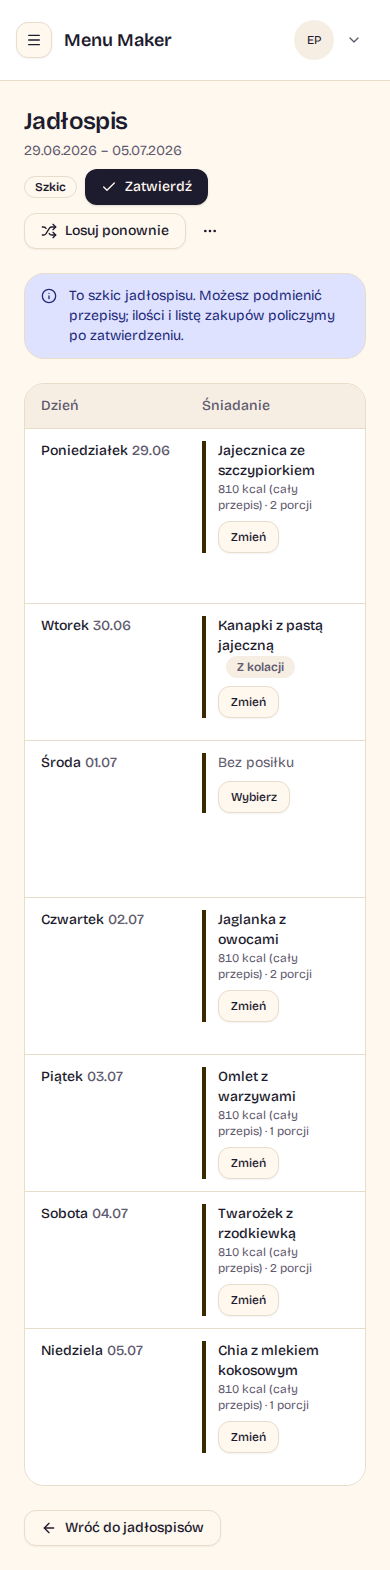 Menu Maker
EP
Jadłospis
29.06.2026 – 05.07.2026
Szkic
Zatwierdź
Losuj ponownie
To szkic jadłospisu. Możesz podmienić
przepisy; ilości i listę zakupów policzymy
po zatwierdzeniu.
Dzień
Śniadanie
Poniedziałek 29.06
Jajecznica ze
szczypiorkiem
810 kcal (cały
przepis) · 2 porcji
Zmień
Wtorek 30.06
Kanapki z pastą
jajeczną
Z kolacji
Zmień
Środa 01.07
Bez posiłku
Wybierz
Czwartek 02.07
Jaglanka z
owocami
810 kcal (cały
przepis) · 2 porcji
Zmień
Piątek 03.07
Omlet z
warzywami
810 kcal (cały
przepis) · 1 porcji
Zmień
Sobota 04.07
Twarożek z
rzodkiewką
810 kcal (cały
przepis) · 2 porcji
Zmień
Niedziela 05.07
Chia z mlekiem
kokosowym
810 kcal (cały
przepis) · 1 porcji
Zmień
Wróć do jadłospisów